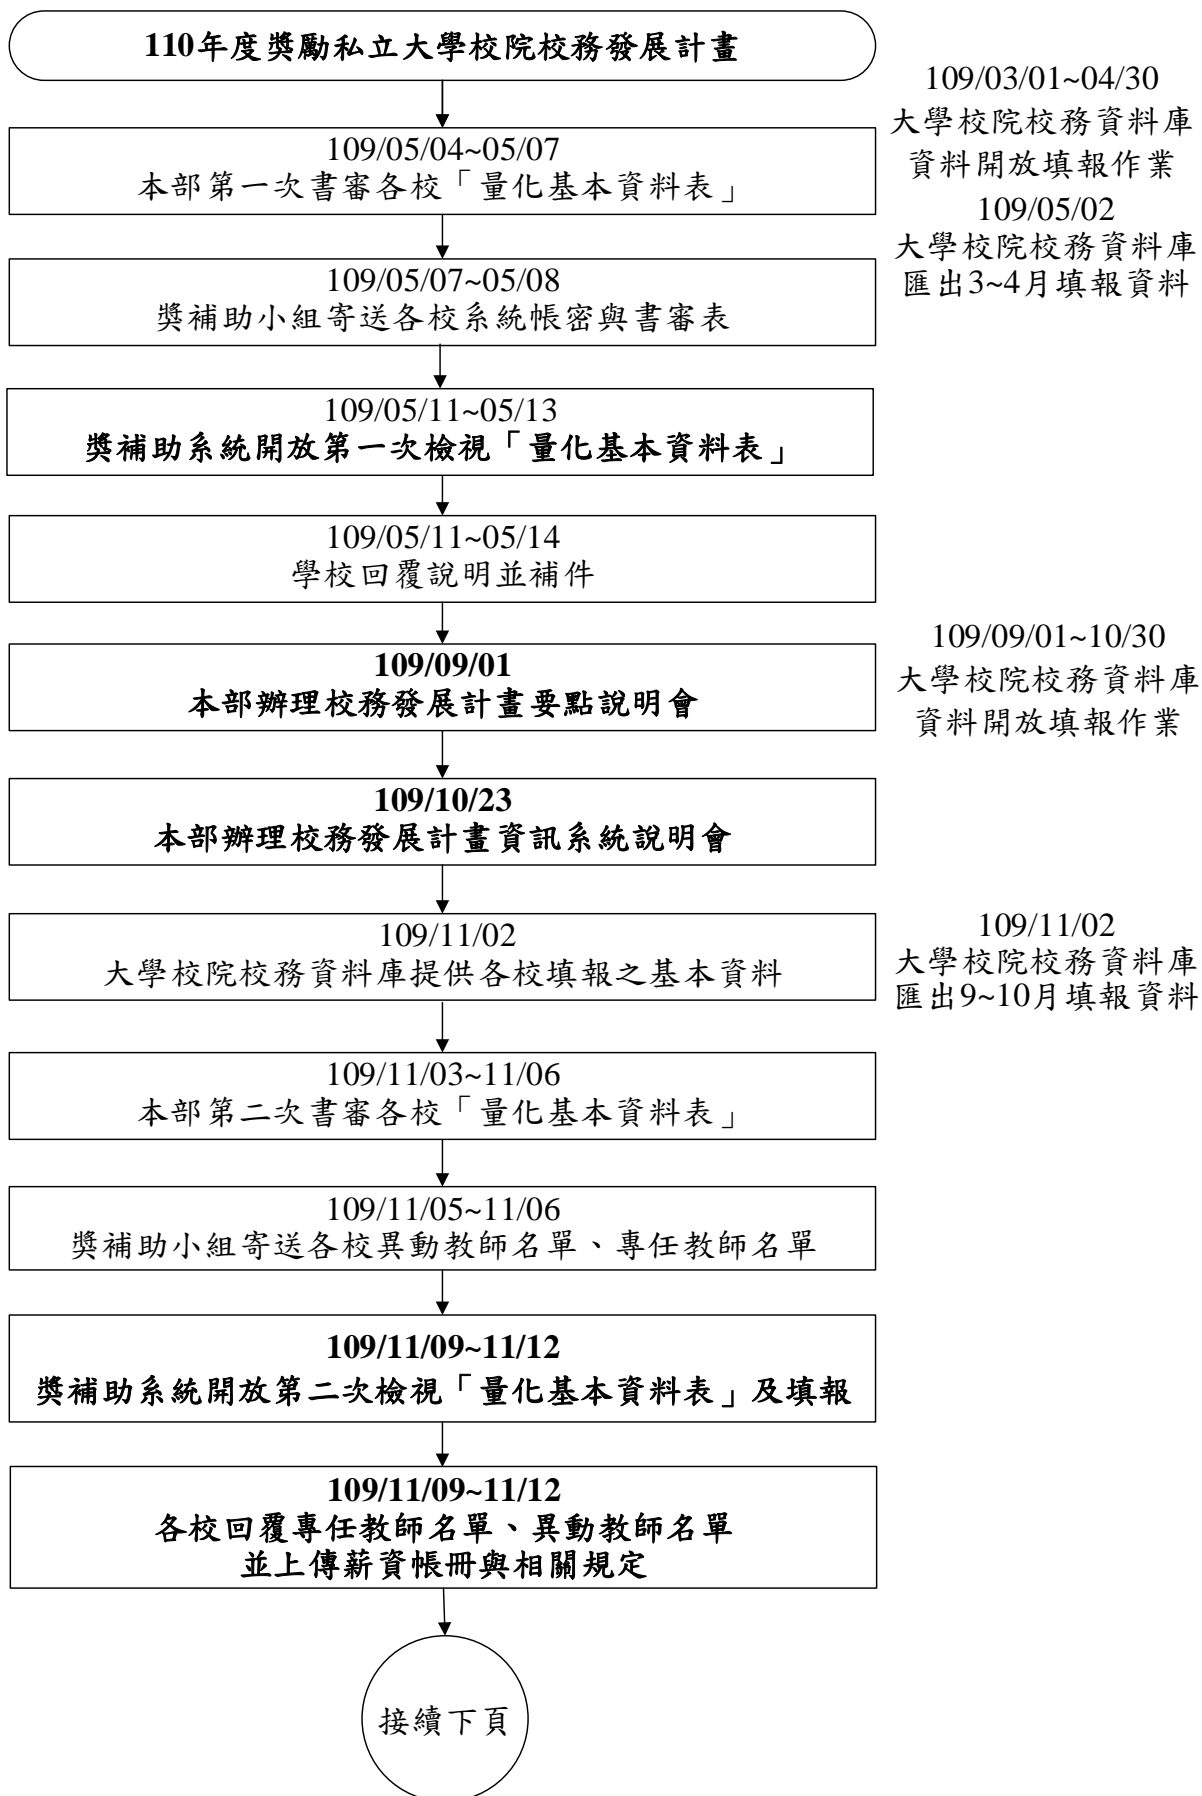 110年度獎勵私立大學校院校務發展計畫
109/03/01~04/30
大學校院校務資料庫
資料開放填報作業
109/05/02
大學校院校務資料庫
匯出3~4月填報資料
109/05/04~05/07
本部第一次書審各校「量化基本資料表」
109/05/07~05/08
獎補助小組寄送各校系統帳密與書審表
109/05/11~05/13
獎補助系統開放第一次檢視「量化基本資料表」
109/05/11~05/14
學校回覆說明並補件
109/09/01
本部辦理校務發展計畫要點說明會
109/09/01~10/30
大學校院校務資料庫
資料開放填報作業
109/10/23
本部辦理校務發展計畫資訊系統說明會
109/11/02
大學校院校務資料庫提供各校填報之基本資料
109/11/02
大學校院校務資料庫
匯出9~10月填報資料
109/11/03~11/06
本部第二次書審各校「量化基本資料表」
109/11/05~11/06
獎補助小組寄送各校異動教師名單、專任教師名單
109/11/09~11/12
獎補助系統開放第二次檢視「量化基本資料表」及填報
109/11/09~11/12
各校回覆專任教師名單、異動教師名單
並上傳薪資帳冊與相關規定
接續下頁